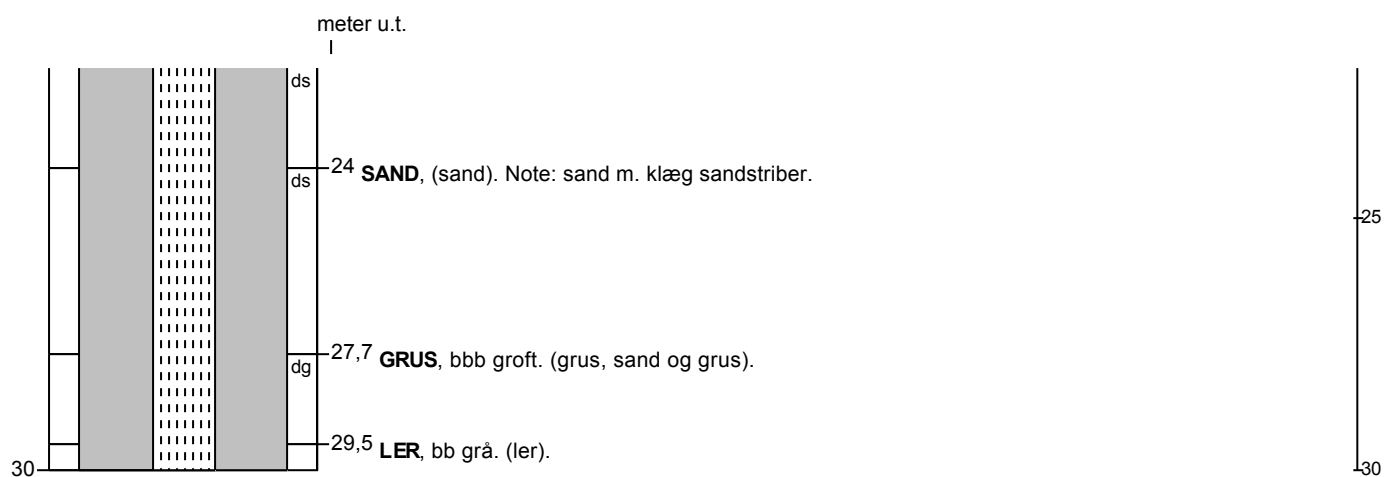 meter u.t.
ds
24 SAND, (sand). Note: sand m. klæg sandstriber.
ds
25
27,7 GRUS, bbb groft. (grus, sand og grus).
dg
29,5 LER, bb grå. (ler).
30
30